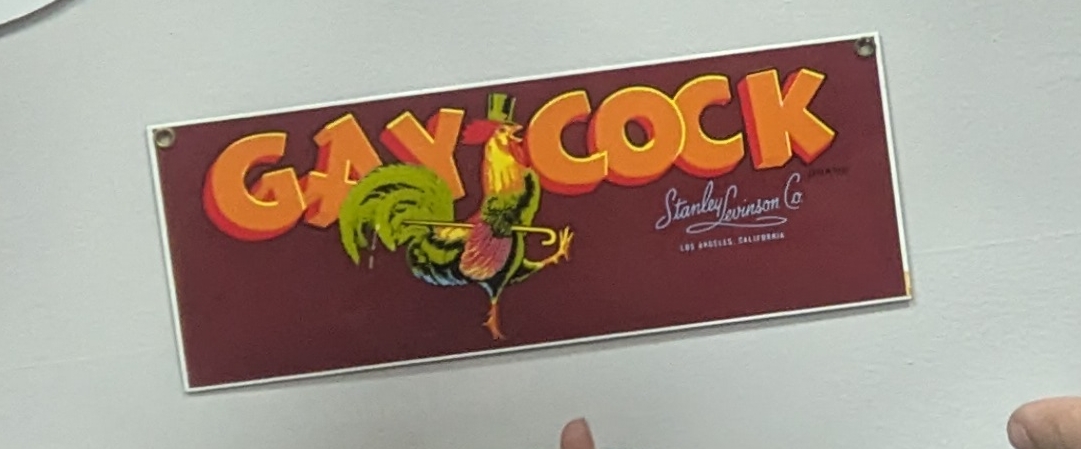 GAY COCK
Stanley Levinson Co.
LOS ANGELES, CALIFORNIA